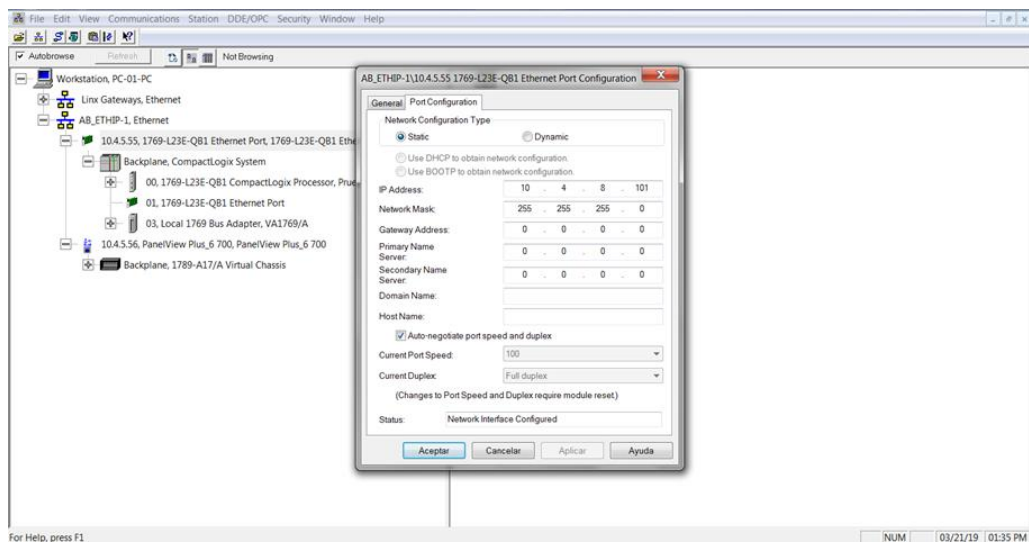 File Edit View Communications Station DDE/OPC Security Window Help
Autobrowse Refresh Not Browsing
Workstation, PC-01-PC
Linx Gateways, Ethernet
AB_ETHIP-1, Ethernet
10.4.5.55, 1769-L23E-QB1 Ethernet Port, 1769-L23E-QB1 Ethe
Backplane, CompactLogix System
00, 1769-L23E-QB1 CompactLogix Processor, Prue
01, 1769-L23E-QB1 Ethernet Port
03, Local 1769 Bus Adapter, VA1769/A
10.4.5.56, PanelView Plus_6 700, PanelView Plus_6 700
Backplane, 1789-A17/A Virtual Chassis
AB_ETHIP-1\10.4.5.55 1769-L23E-QB1 Ethernet Port Configuration
General Port Configuration
Network Configuration Type
Static Dynamic
Use DHCP to obtain network configuration.
Use BOOTP to obtain network configuration.
IP Address: 10 . 4 . 8 . 101
Network Mask: 255 . 255 . 255 . 0
Gateway Address: 0 . 0 . 0 . 0
Primary Name
Server: 0 . 0 . 0 . 0
Secondary Name
Server: 0 . 0 . 0 . 0
Domain Name:
Host Name:
Auto-negotiate port speed and duplex
Current Port Speed: 100
Current Duplex: Full duplex
(Changes to Port Speed and Duplex require module reset.)
Status: Network Interface Configured
Aceptar Cancelar Aplicar Ayuda
For Help, press F1 NUM 03/21/19 01:35 PM